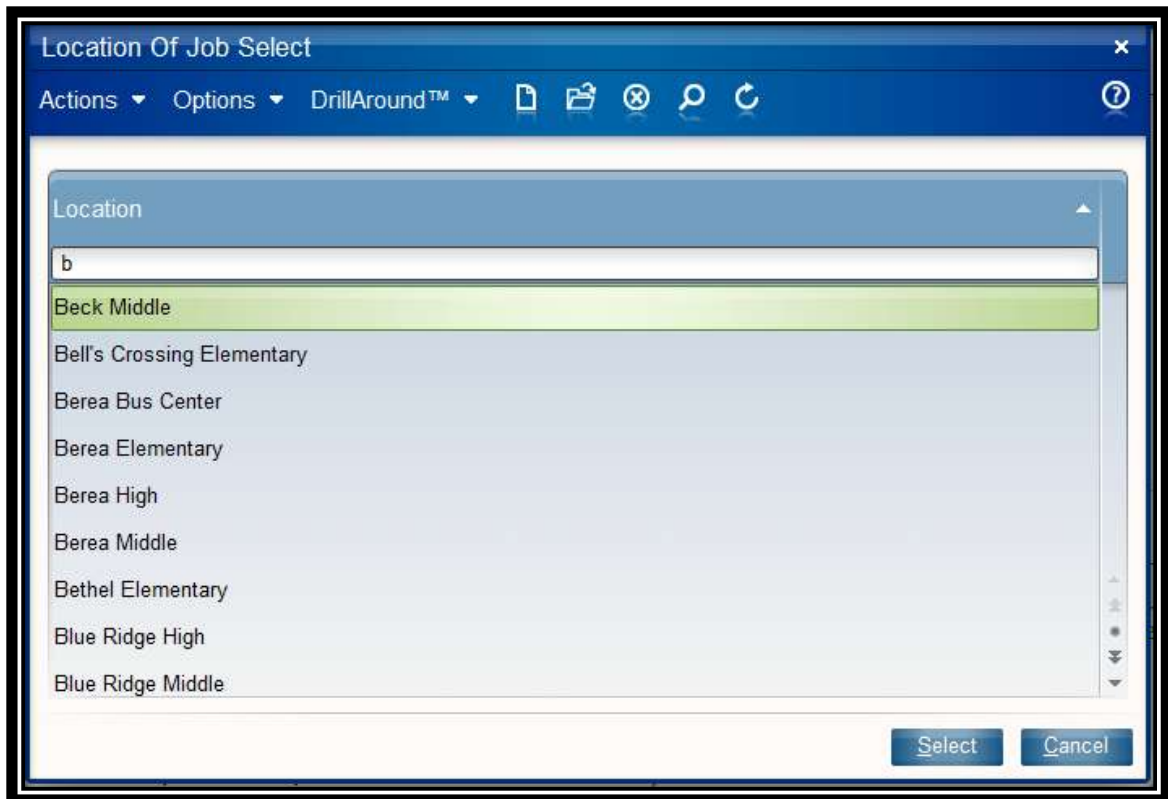 Location Of Job Select
Actions Options DrillAround™
Location
b
Beck Middle
Bell's Crossing Elementary
Berea Bus Center
Berea Elementary
Berea High
Berea Middle
Bethel Elementary
Blue Ridge High
Blue Ridge Middle
Select Cancel